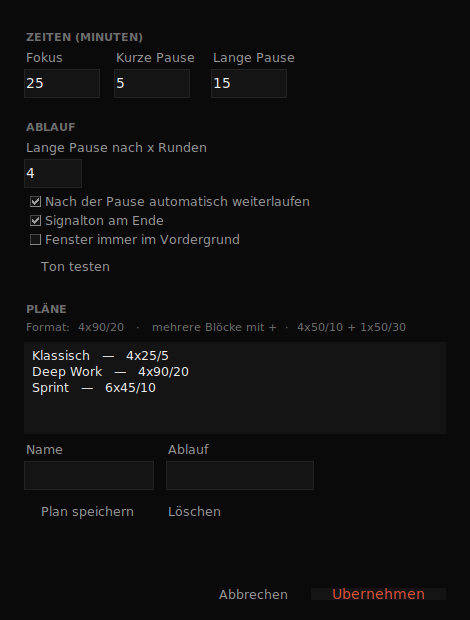 ZEITEN (MINUTEN)
Fokus Kurze Pause Lange Pause
25 5 15
ABLAUF
Lange Pause nach x Runden
4
Nach der Pause automatisch weiterlaufen
Signalton am Ende
Fenster immer im Vordergrund
Ton testen
PLÄNE
Format: 4x90/20 · mehrere Blöcke mit + · 4x50/10 + 1x50/30
Klassisch — 4x25/5
Deep Work — 4x90/20
Sprint — 6x45/10
Name Ablauf
Plan speichern Löschen
Abbrechen Übernehmen